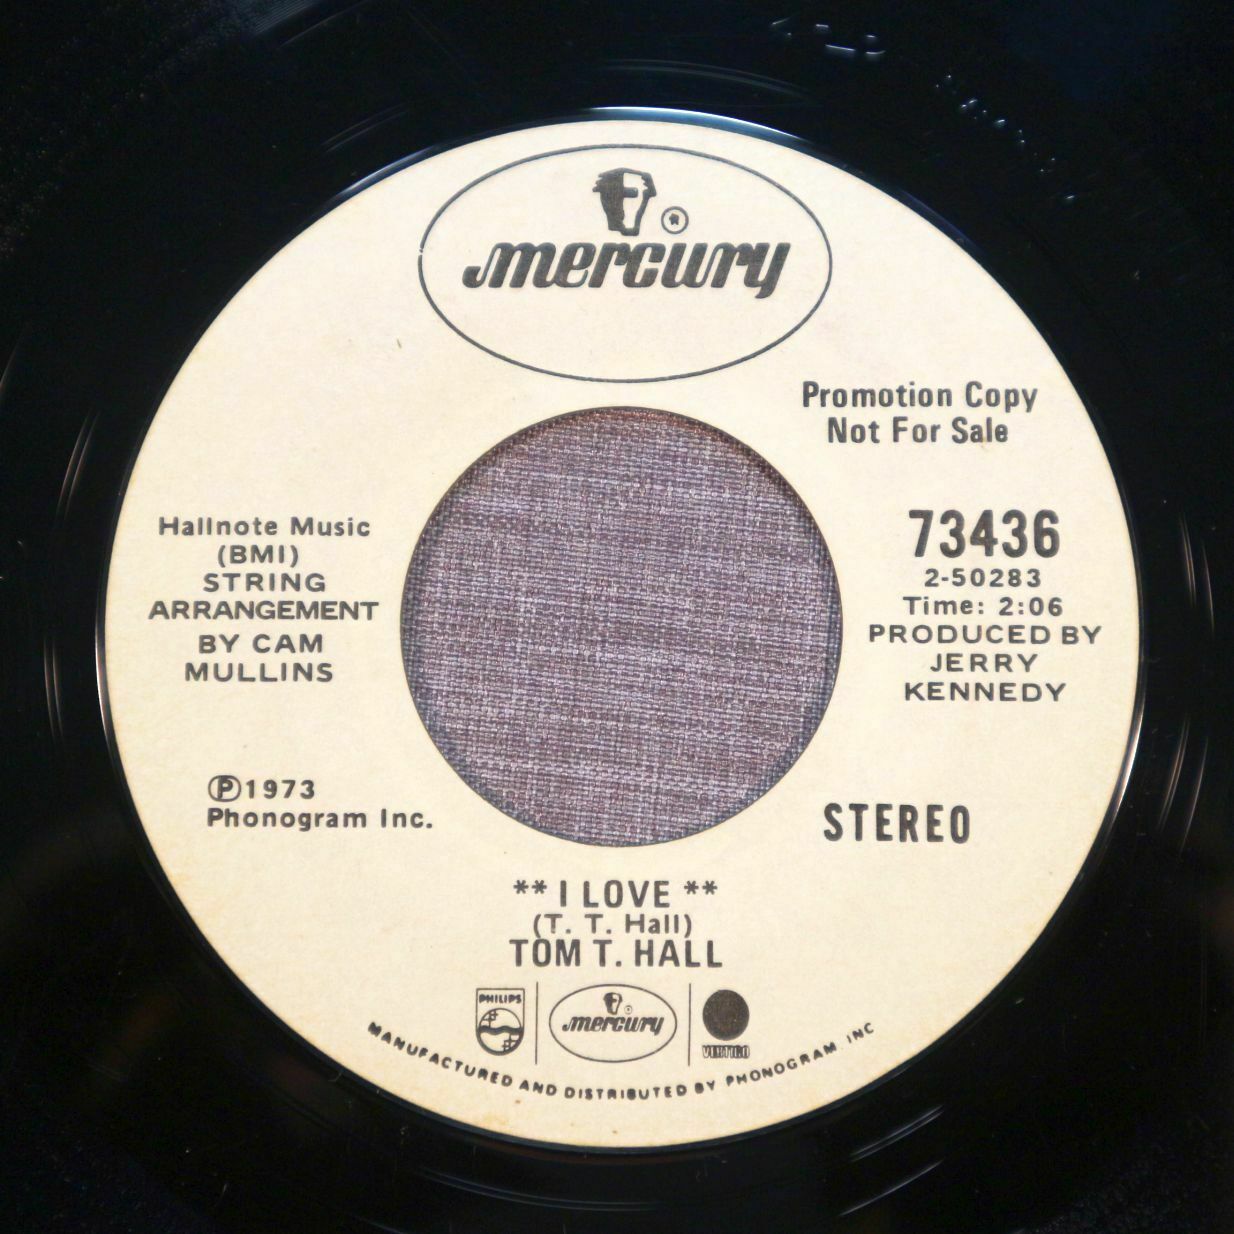 mercury
Promotion Copy
Not For Sale
Hallnote Music
(BMI)
STRING
ARRANGEMENT
BY CAM
MULLINS
73436
2-50283
Time: 2:06
PRODUCED BY
JERRY
KENNEDY
℗1973
Phonogram Inc.
STEREO
** I LOVE **
(T. T. Hall)
TOM T. HALL
PHILIPS
mercury
VERTIGO
MANUFACTURED AND DISTRIBUTED BY PHONOGRAM, INC